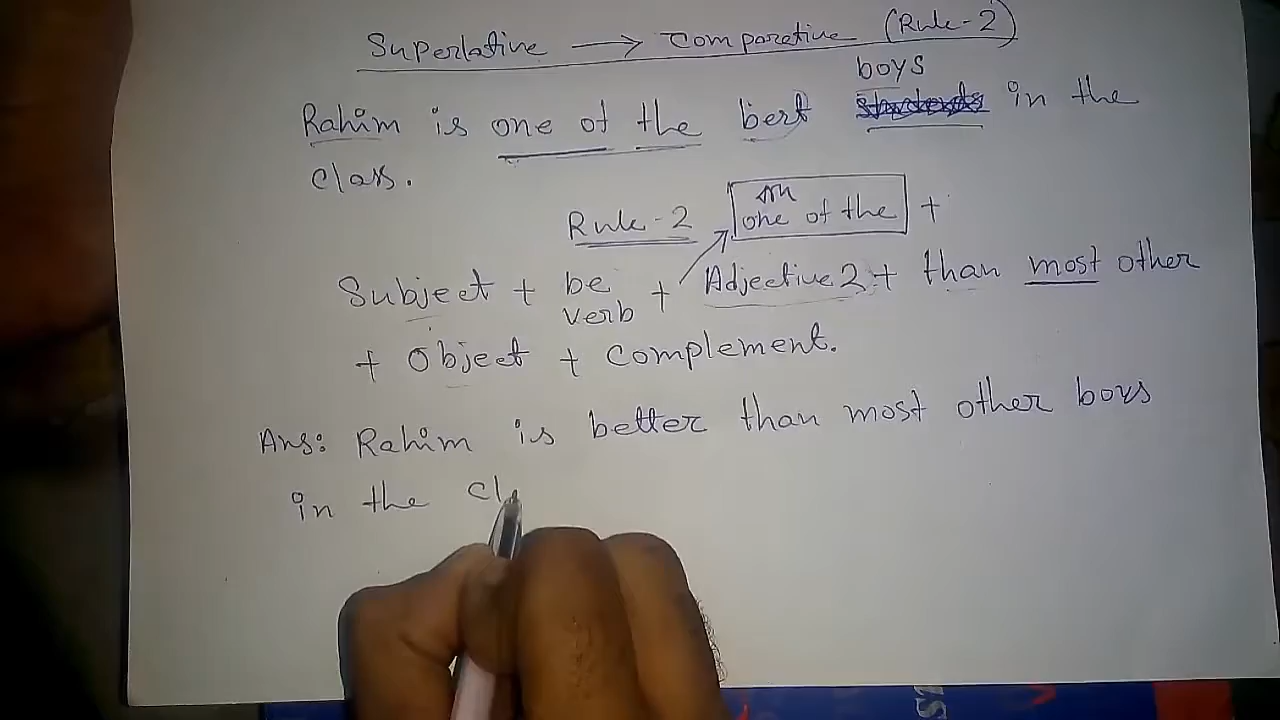 Superlative → Comparative (Rule-2)
boys
Rahim is one of the best in the
class.
one of the +
Rule-2
Subject + be verb + Adjective 2 + than most other
+ Object + Complement.
Ans: Rahim is better than most other boys
in the cl